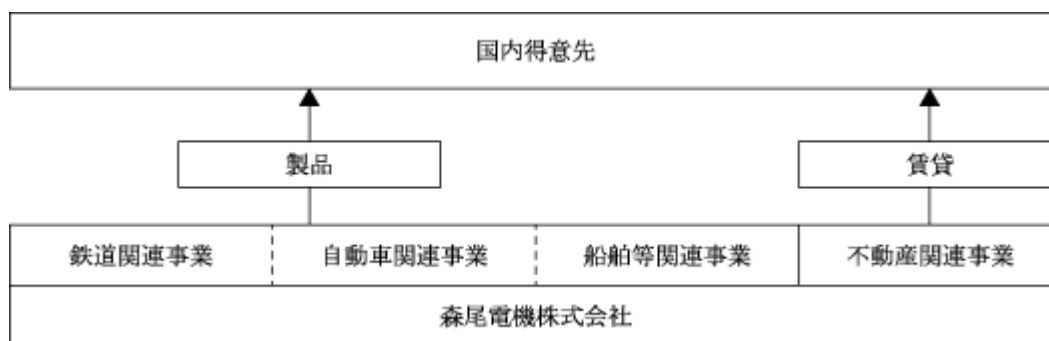 国内得意先
製品
賃貸
鉄道関連事業
自動車関連事業
船舶等関連事業
不動産関連事業
森尾電機株式会社